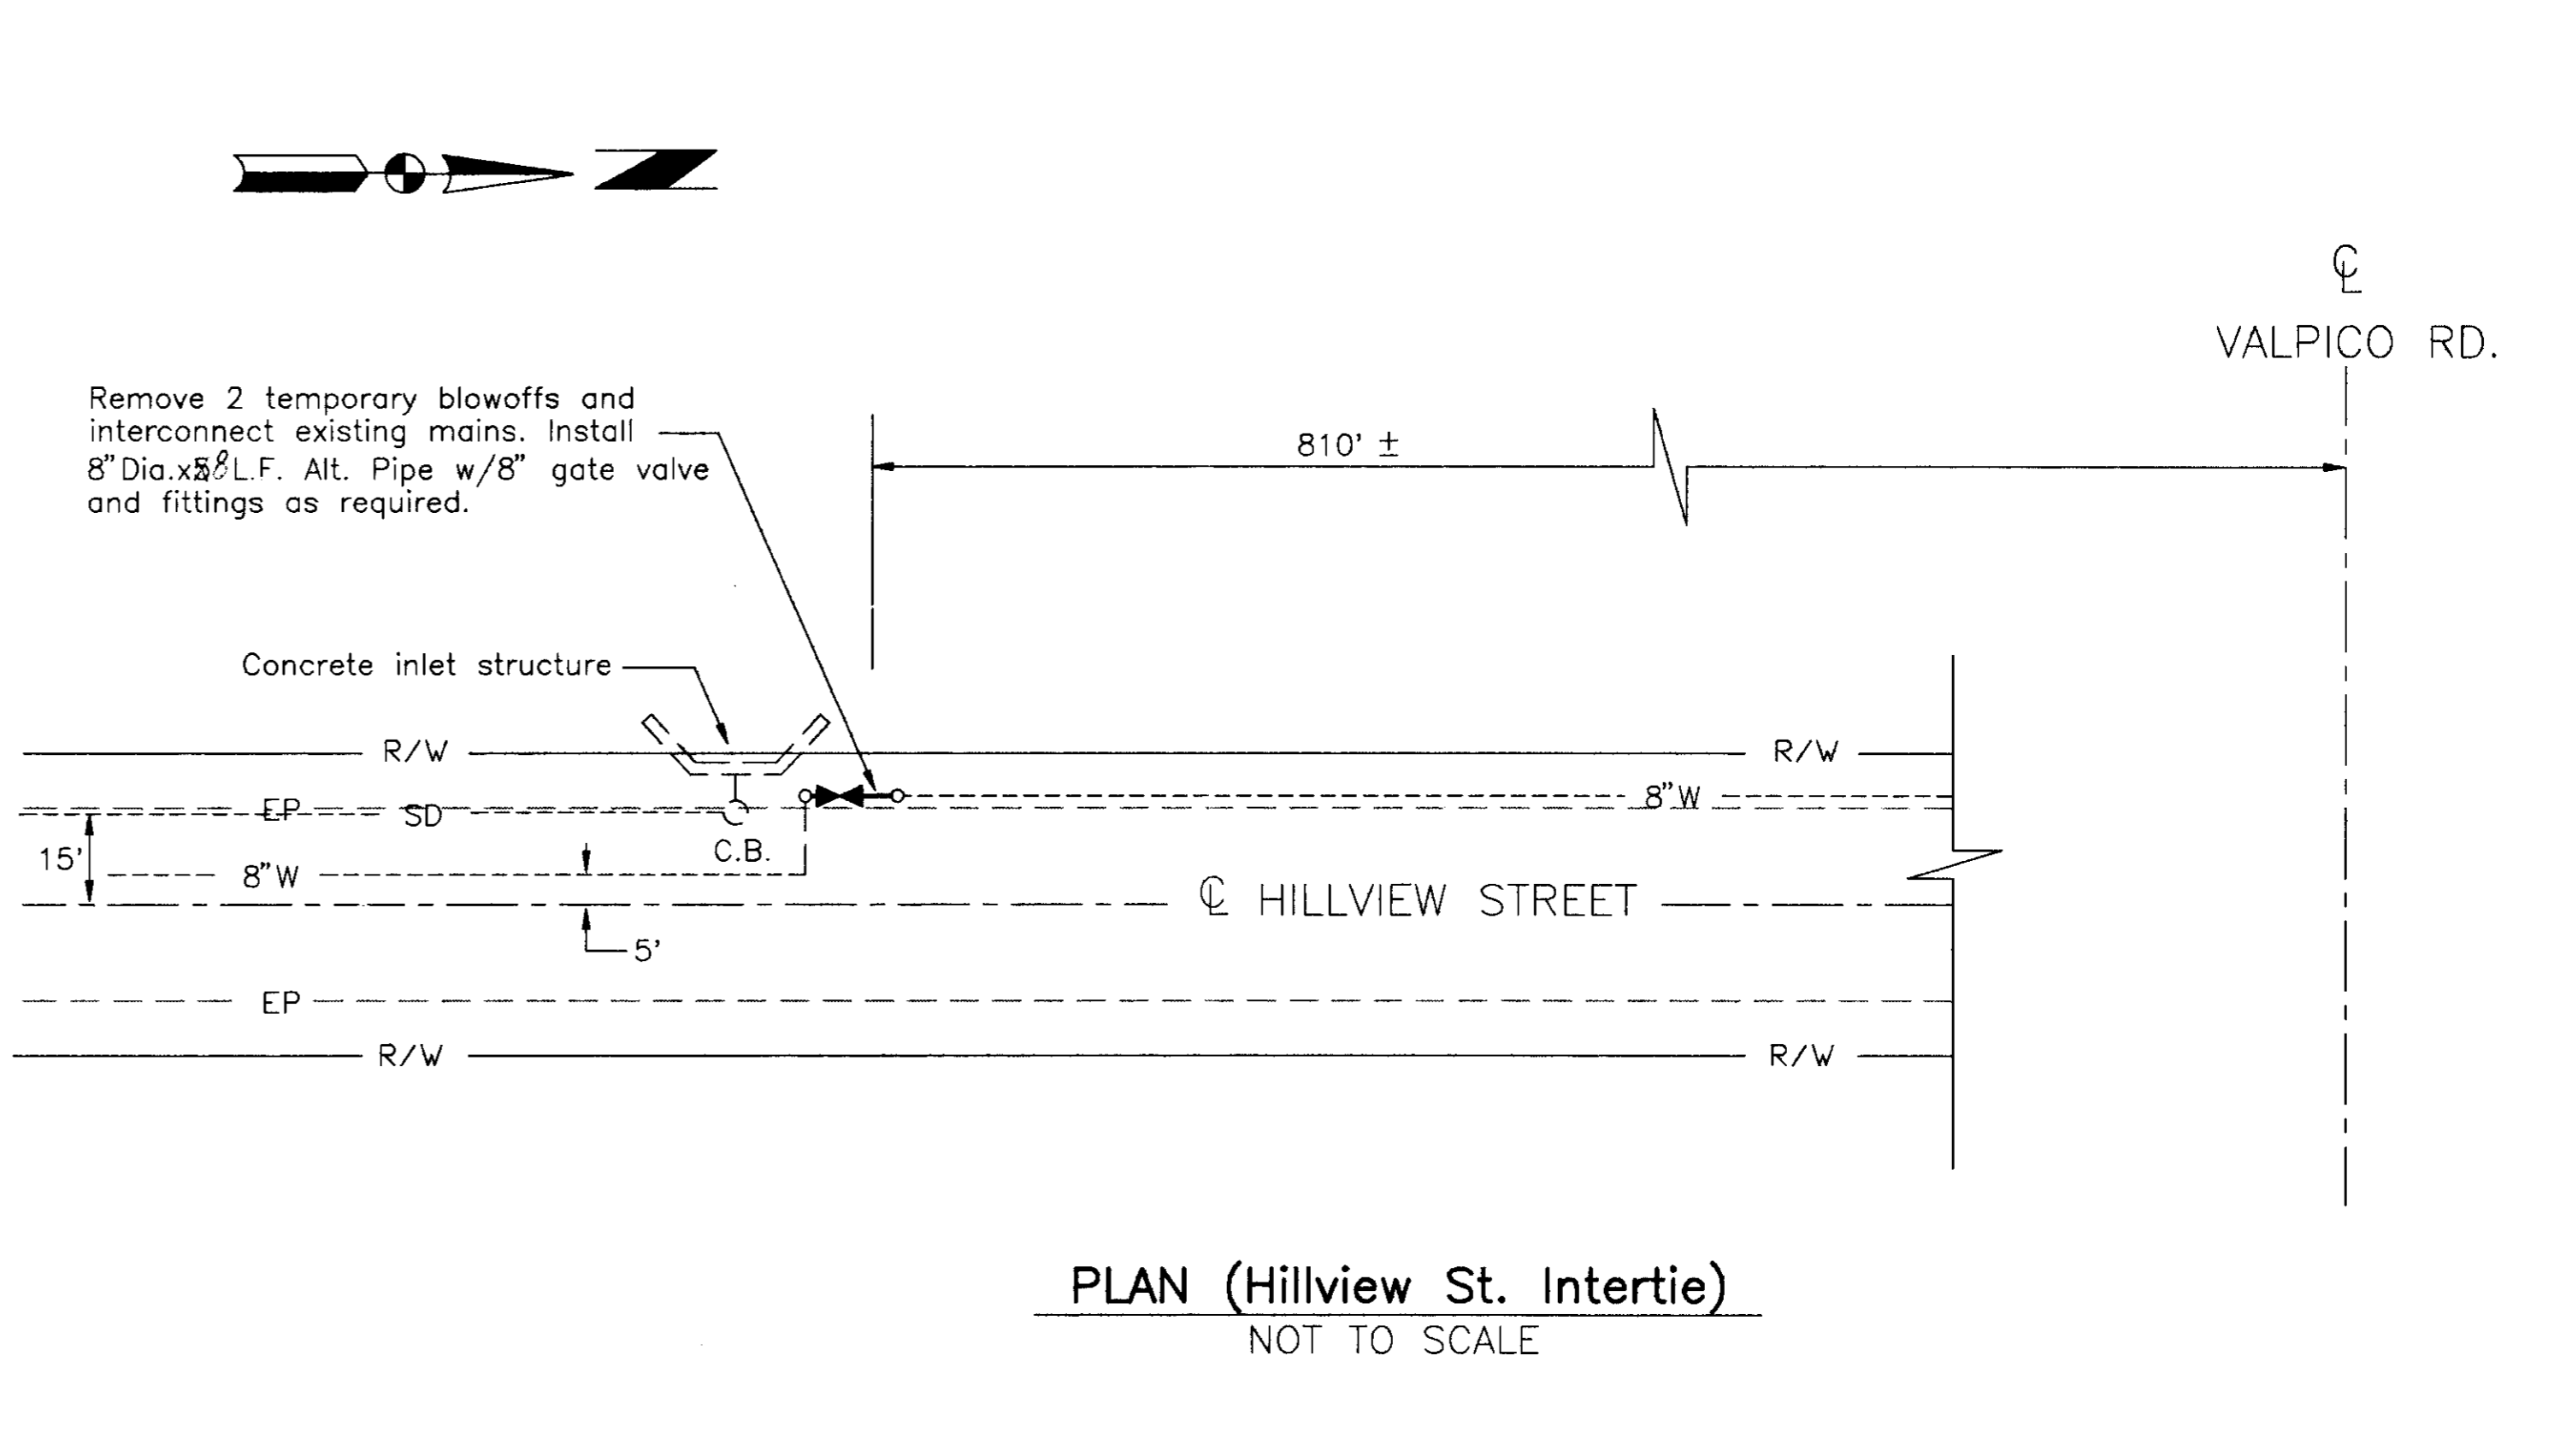 N
℄
VALPICO RD.
Remove 2 temporary blowoffs and
interconnect existing mains. Install
8"Dia.x 8 L.F. Alt. Pipe w/8" gate valve
and fittings as required.
810' ±
Concrete inlet structure
R/W
R/W
EP
SD
8"W
15'
8"W
C.B.
℄ HILLVIEW STREET
5'
EP
R/W
R/W
PLAN (Hillview St. Intertie)
NOT TO SCALE